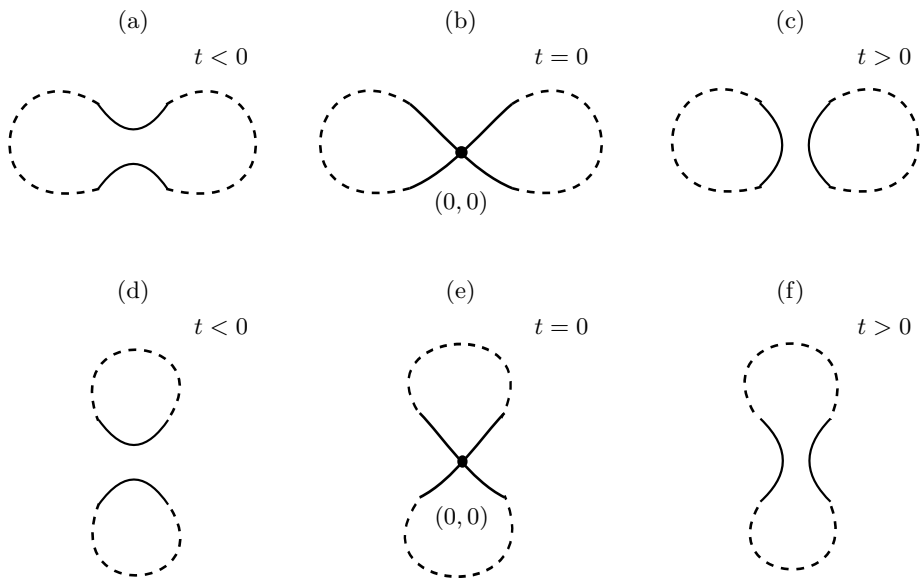 (a)
(b)
(c)
t < 0
t = 0
t > 0
(0, 0)
(d)
(e)
(f)
t < 0
t = 0
t > 0
(0, 0)